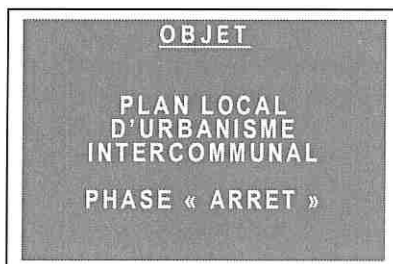 OBJET
PLAN LOCAL
D'URBANISME
INTERCOMMUNAL
PHASE « ARRET »